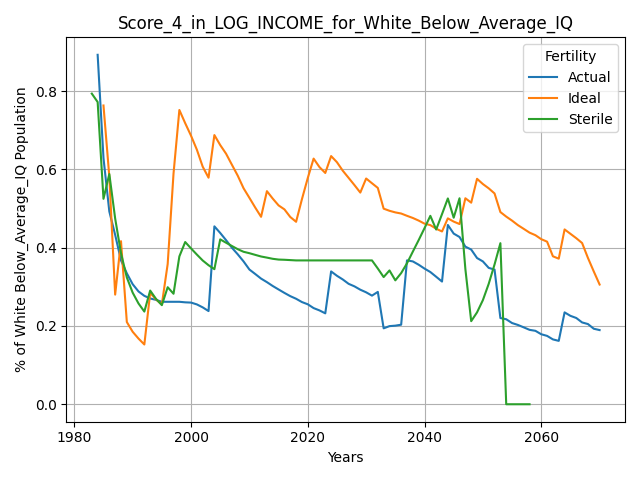 Score_4_in_LOG_INCOME_for_White_Below_Average_IQ
% of White Below_Average_IQ Population
0.8
0.6
0.4
0.2
0.0
Fertility
Actual
Ideal
Sterile
1980
2000
2020
2040
2060
Years